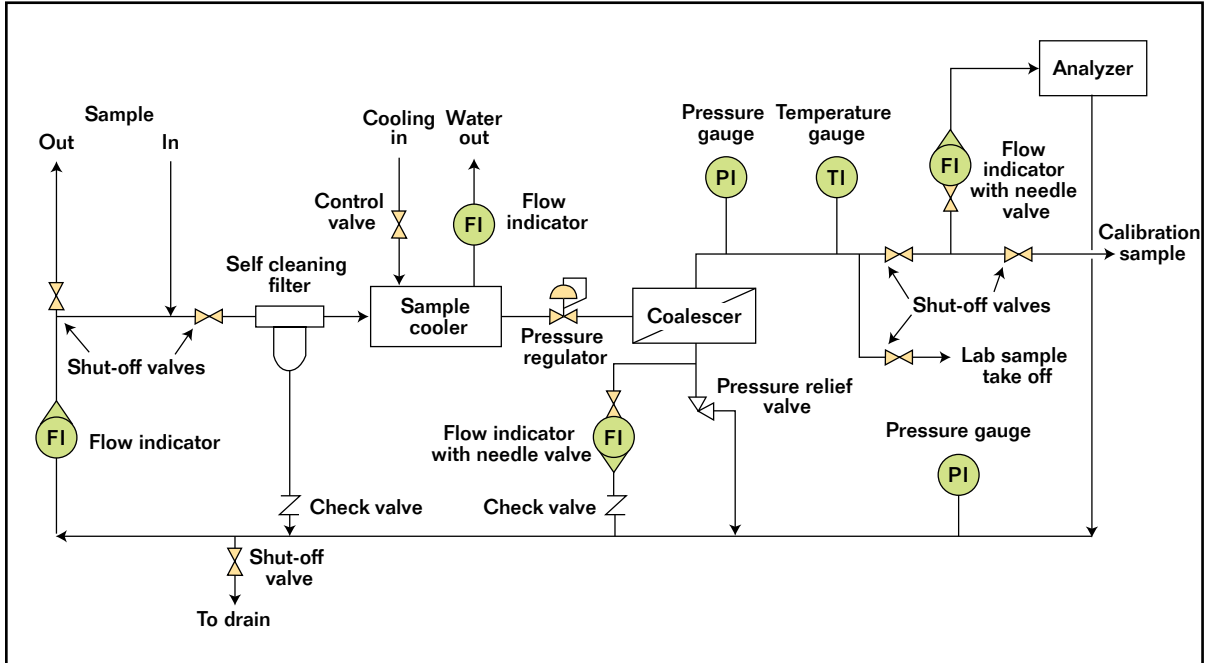 Analyzer
Sample
Out
In
Cooling
in
Water
out
Pressure
gauge
Temperature
gauge
PI
TI
FI
Flow
indicator
with needle
valve
Control
valve
FI
Flow
indicator
Calibration
sample
Self cleaning
filter
Sample
cooler
Pressure
regulator
Coalescer
Shut-off valves
Shut-off valves
Lab sample
take off
Pressure relief
valve
FI
Flow indicator
Flow indicator
with needle valve
FI
Pressure gauge
PI
Check valve
Check valve
Shut-off
valve
To drain